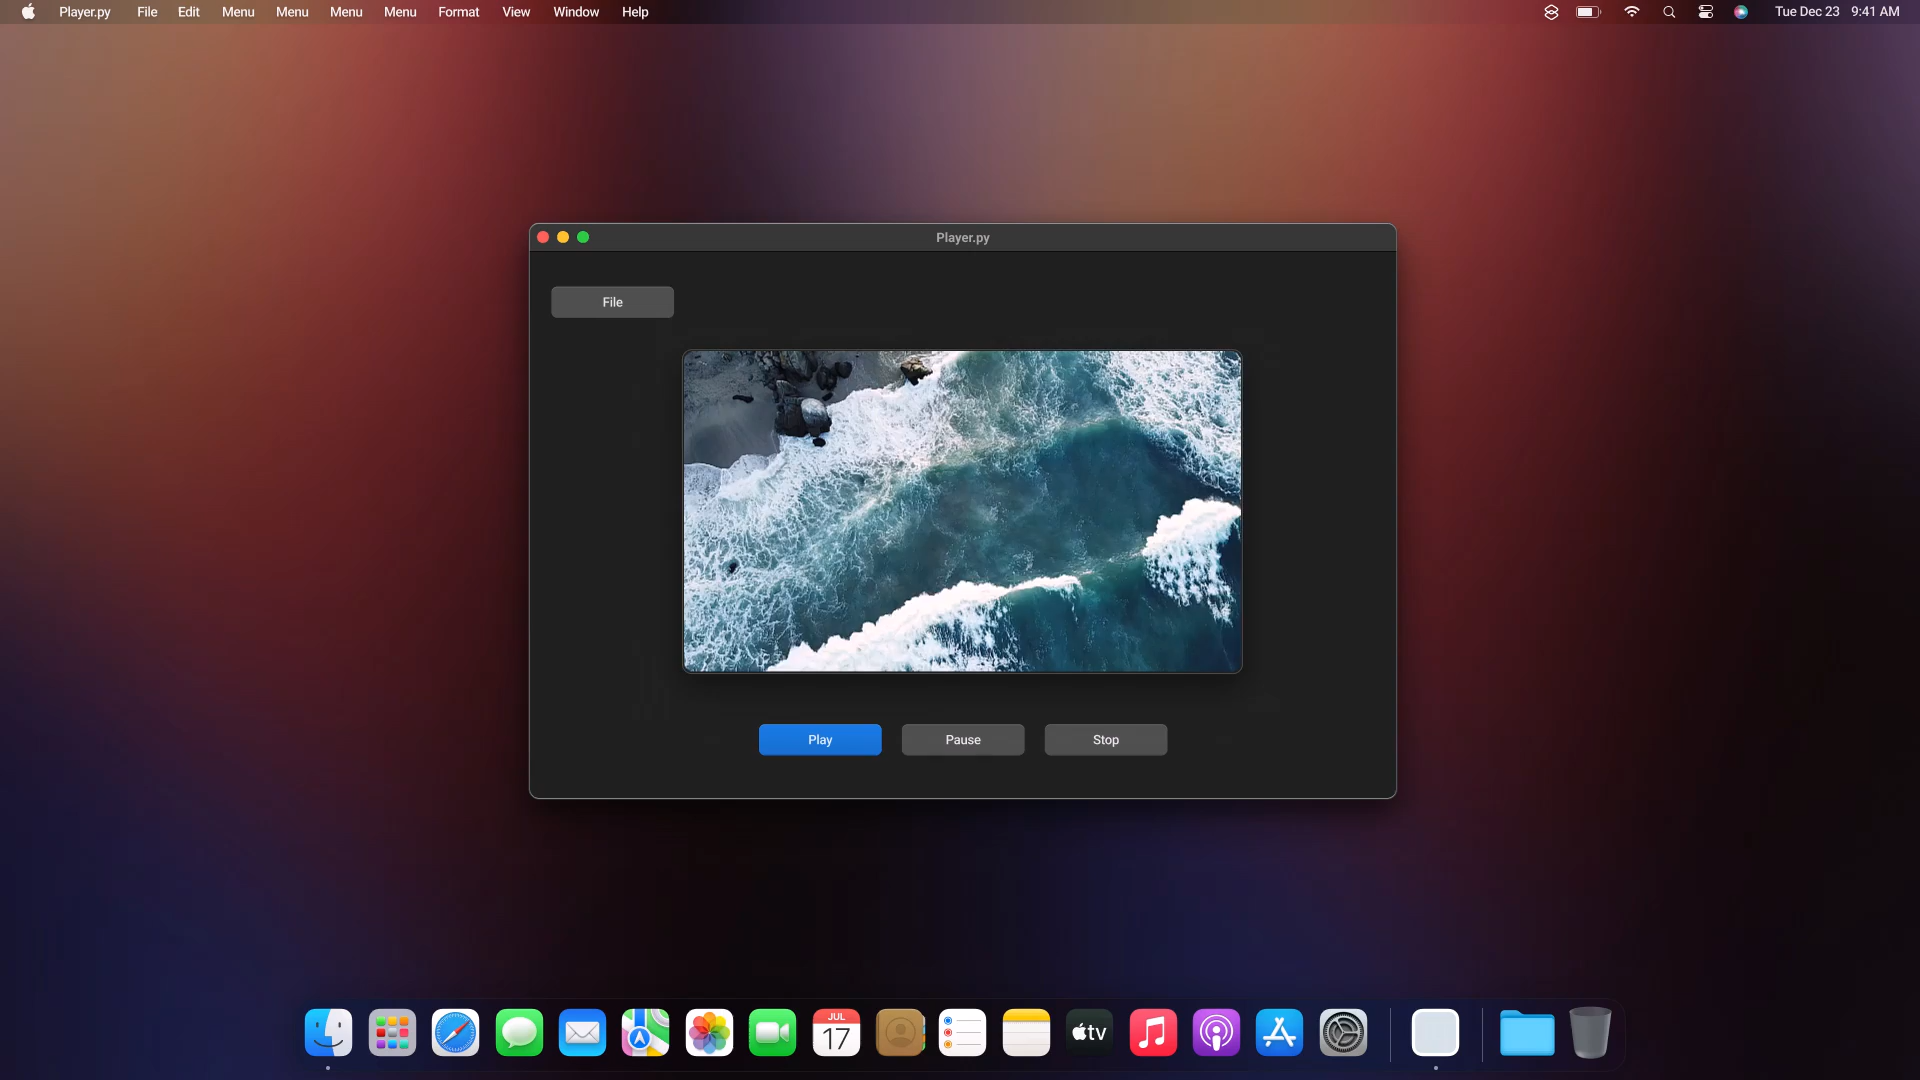 Player.py File Edit Menu Menu Menu Menu Format View Window Help Tue Dec 23 9:41 AM
Player.py
File
Play Pause Stop
JUL
17
tv